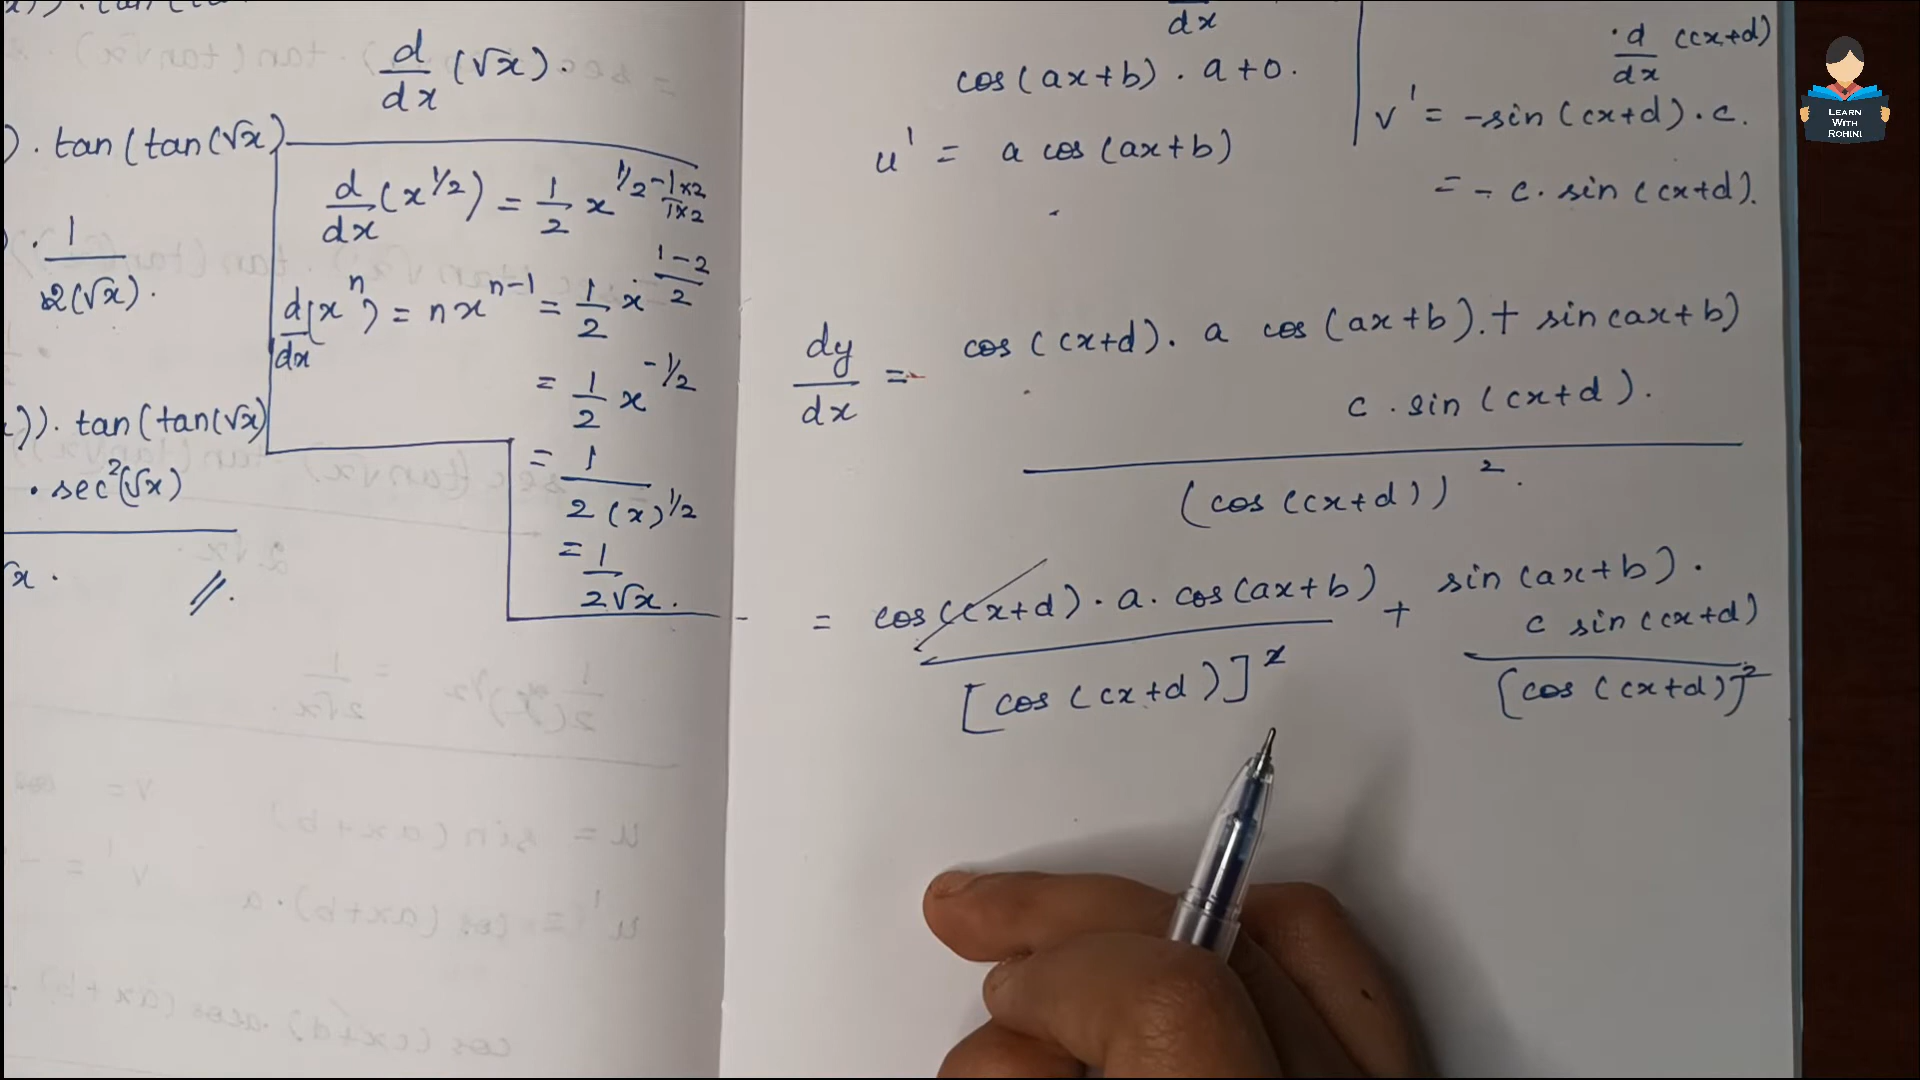 d/dx (√x).
). tan(tan(√x)
d/dx (x^1/2) = 1/2 x^1/2 - 1×2/1×2
. 1/2(√x).
d/dx (x^n) = nx^n-1 = 1/2 x^1-2/2
= 1/2 x^-1/2
)). tan(tan(√x)
. sec²(√x)
= 1/2(x)^1/2
= 1/2√x.
√x. //.
dx
cos(ax+b) . a+0.
u' = a cos(ax+b)
. d/dx (cx+d)
v' = -sin(cx+d) . c.
= - c. sin(cx+d).
dy/dx = cos(cx+d). a cos(ax+b). + sin(ax+b)
c . sin(cx+d).
(cos(cx+d))².
= cos(cx+d) . a. cos(ax+b) + sin(ax+b).
c sin(cx+d)
[cos(cx+d)]² [cos(cx+d)]²
LEARN
WITH
ROHINI